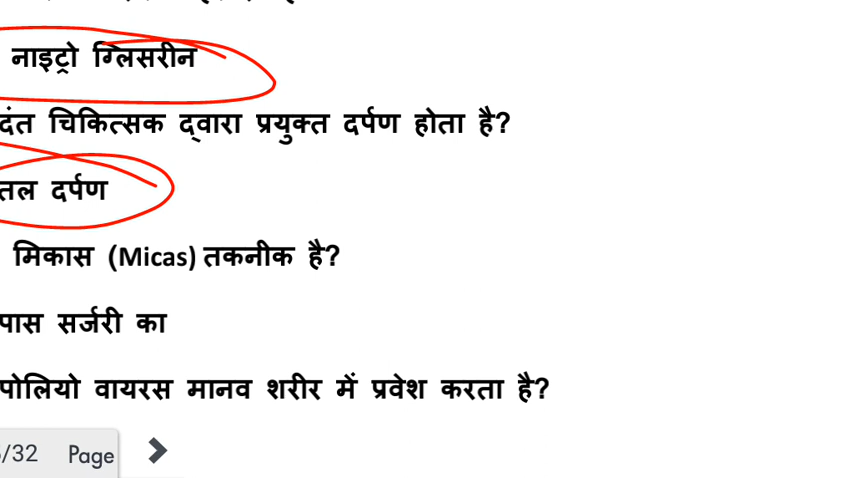 नाइट्रो ग्लिसरीन
दंत चिकित्सक द्वारा प्रयुक्त दर्पण होता है?
तल दर्पण
मिकास (Micas) तकनीक है?
पास सर्जरी का
पोलियो वायरस मानव शरीर में प्रवेश करता है?
/32 Page